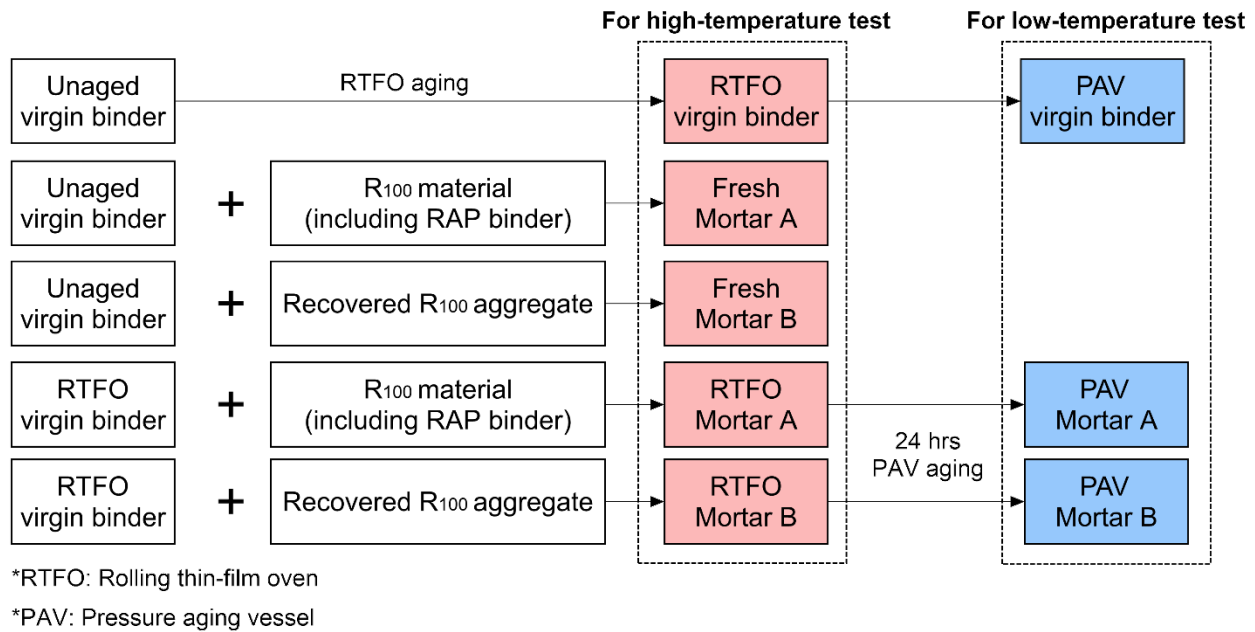 For high-temperature test
For low-temperature test
Unaged
virgin binder
RTFO aging
RTFO
virgin binder
PAV
virgin binder
Unaged
virgin binder
+
R100 material
(including RAP binder)
Fresh
Mortar A
Unaged
virgin binder
+
Recovered R100 aggregate
Fresh
Mortar B
RTFO
virgin binder
+
R100 material
(including RAP binder)
RTFO
Mortar A
PAV
Mortar A
24 hrs
PAV aging
RTFO
virgin binder
+
Recovered R100 aggregate
RTFO
Mortar B
PAV
Mortar B
*RTFO: Rolling thin-film oven
*PAV: Pressure aging vessel